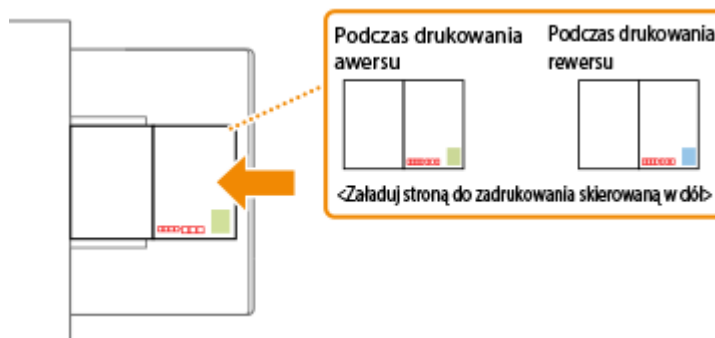 Podczas drukowania
awersu
Podczas drukowania
rewersu
<Załaduj stroną do zadrukowania skierowaną w dół>